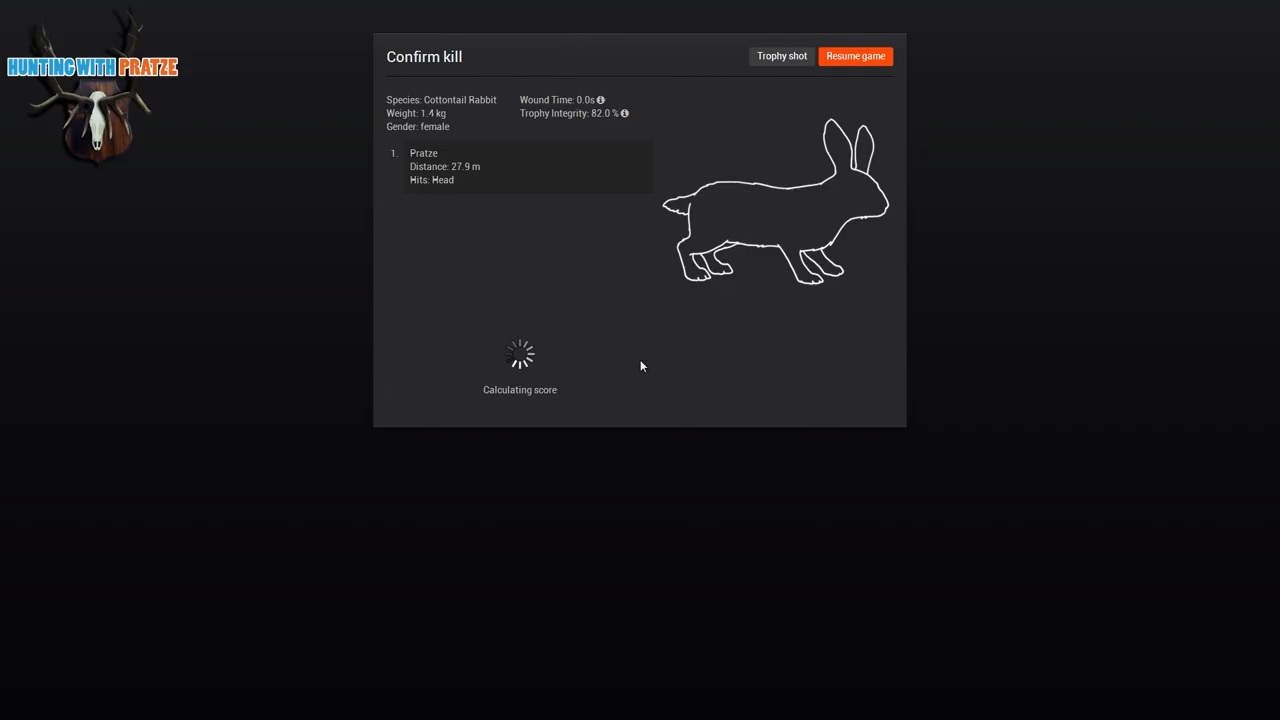 HUNTING WITH PRATZE
Confirm kill
Trophy shot
Resume game
Species: Cottontail Rabbit
Weight: 1.4 kg
Gender: female
Wound Time: 0.0s
Trophy Integrity: 82.0 %
1. Pratze
Distance: 27.9 m
Hits: Head
Calculating score